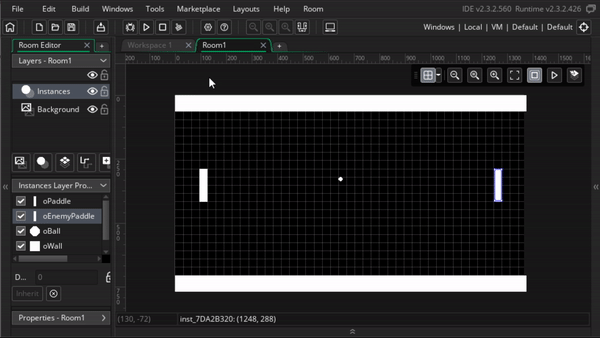 File Edit Build Windows Tools Marketplace Layouts Help Room IDE v2.3.2.560 Runtime v2.3.2.426
Windows | Local | VM | Default | Default
Room Editor Workspace 1 Room1
Layers - Room1
Instances
Background
Instances Layer Pro...
oPaddle
oEnemyPaddle
oBall
oWall
D... 0
Inherit
Properties - Room1
(130, -72) inst_7DA2B320: (1248, 288)
200 100 0 100 200 300 400 500 600 700 800 900 1000 1100 1200 1300 1400 1500
0